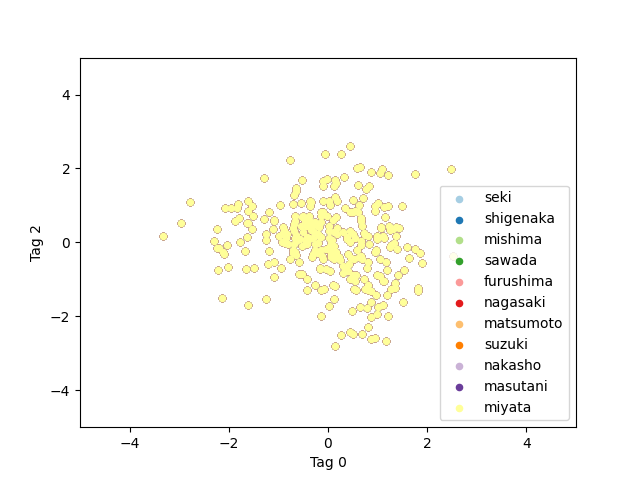 4
2
0
−2
−4
Tag 2
−4
−2
0
2
4
Tag 0
seki
shigenaka
mishima
sawada
furushima
nagasaki
matsumoto
suzuki
nakasho
masutani
miyata